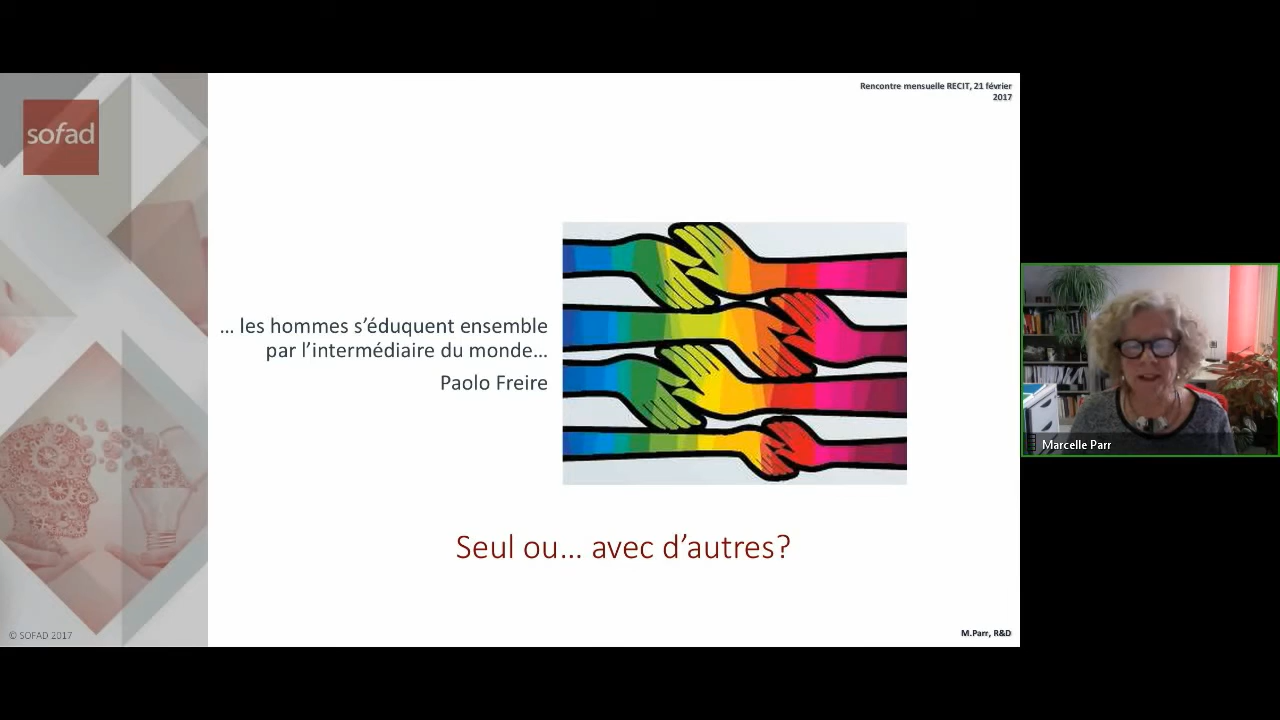 sofad
Rencontre mensuelle RECIT, 21 février
2017
… les hommes s’éduquent ensemble
par l’intermédiaire du monde…
Paolo Freire
Seul ou… avec d’autres?
© SOFAD 2017
M.Parr, R&D
Marcelle Parr